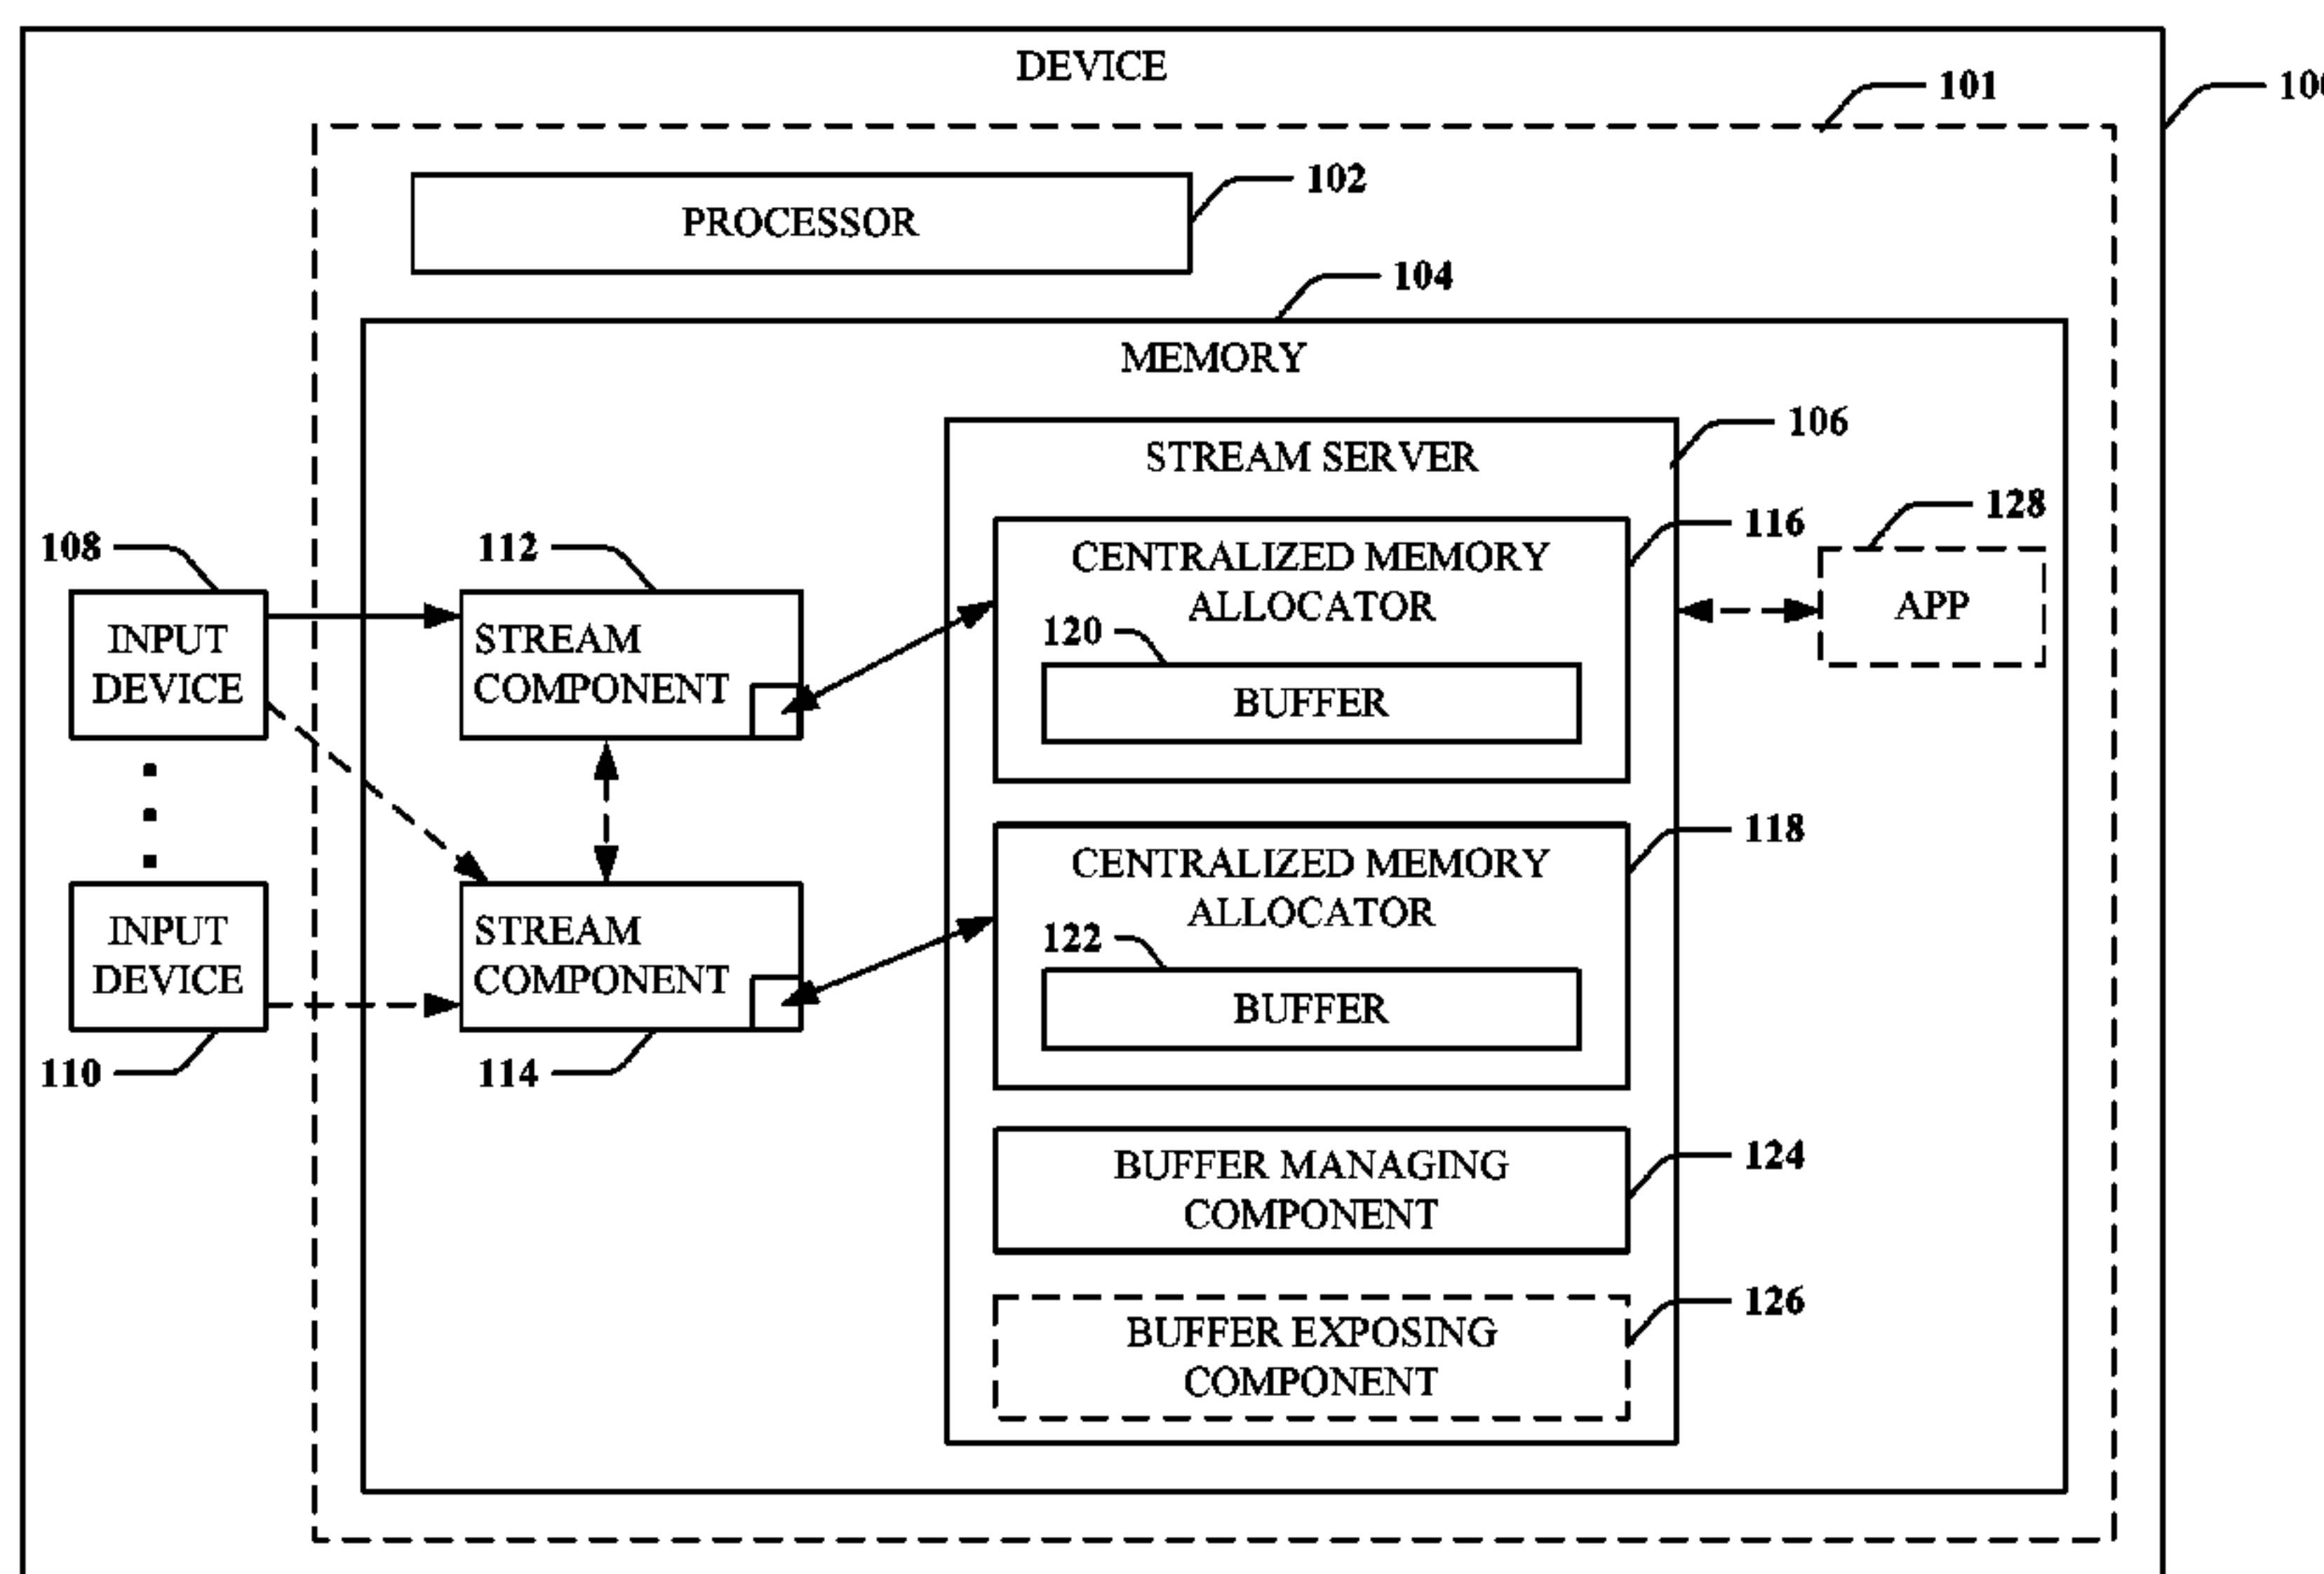 DEVICE
101
100
PROCESSOR
102
104
MEMORY
106
STREAM SERVER
108
INPUT
DEVICE
112
STREAM
COMPONENT
116
CENTRALIZED MEMORY
ALLOCATOR
120
BUFFER
128
APP
118
CENTRALIZED MEMORY
ALLOCATOR
122
BUFFER
INPUT
DEVICE
110
STREAM
COMPONENT
114
BUFFER MANAGING
COMPONENT
124
BUFFER EXPOSING
COMPONENT
126